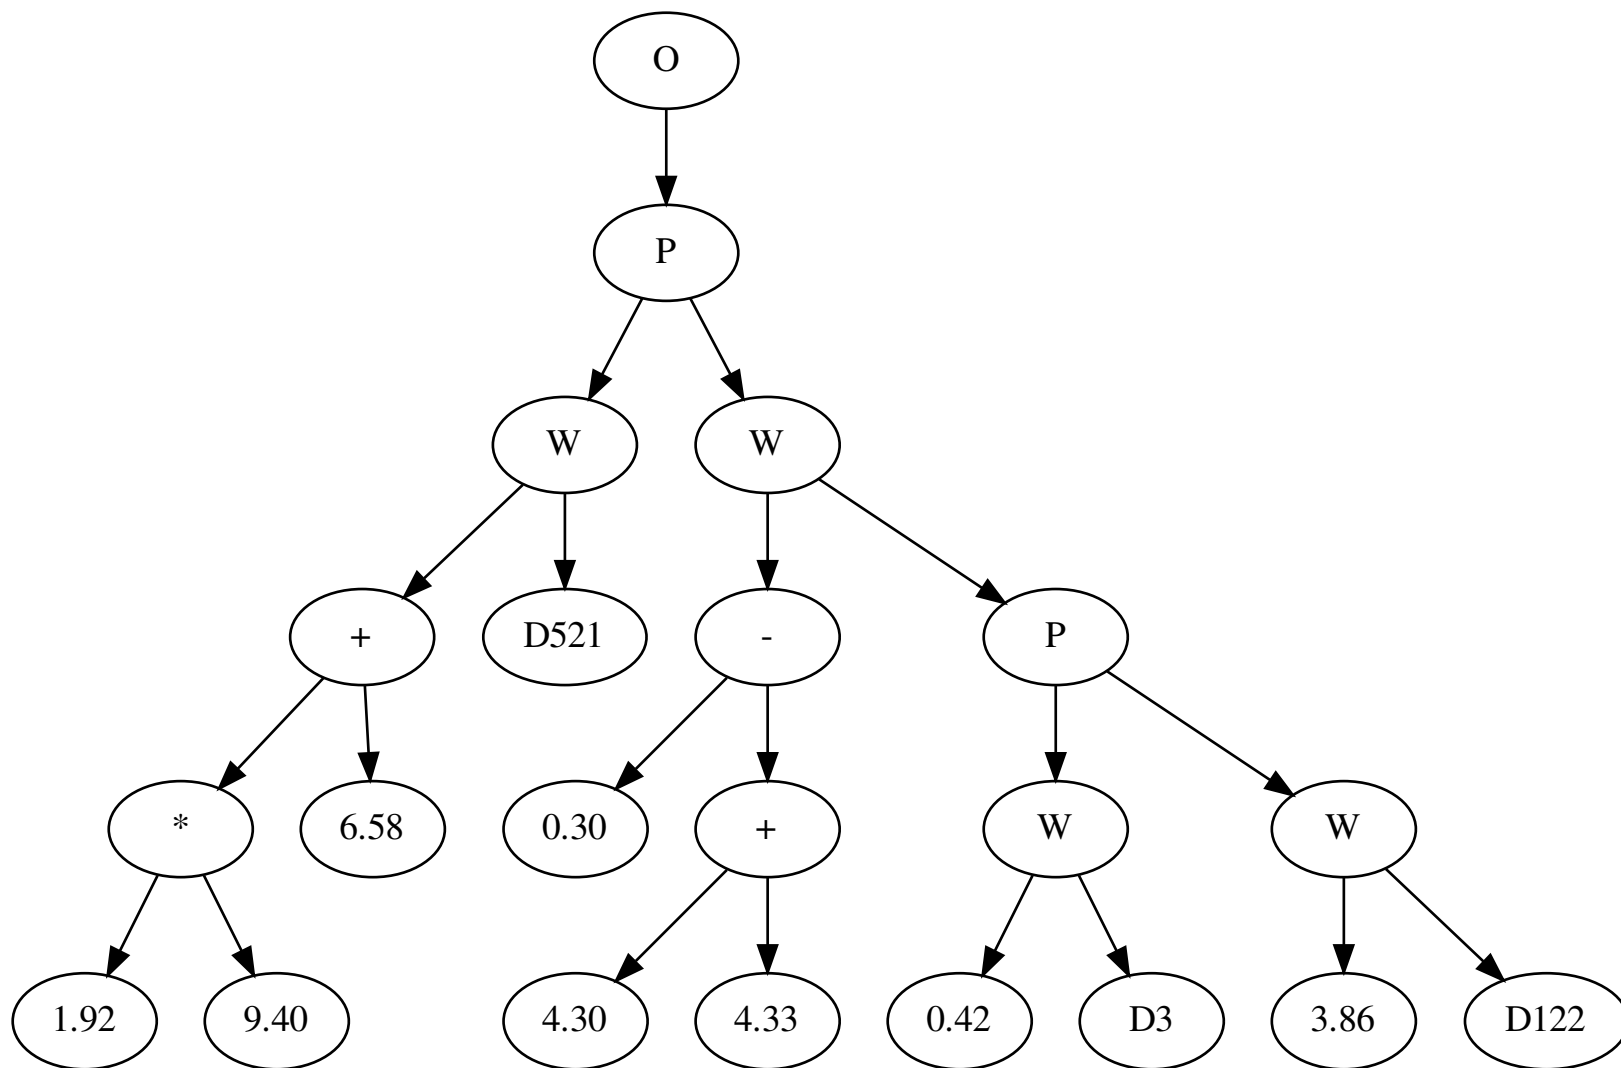 O
P
W W
+ D521 - P
* 6.58 0.30 + W W
1.92 9.40 4.30 4.33 0.42 D3 3.86 D122